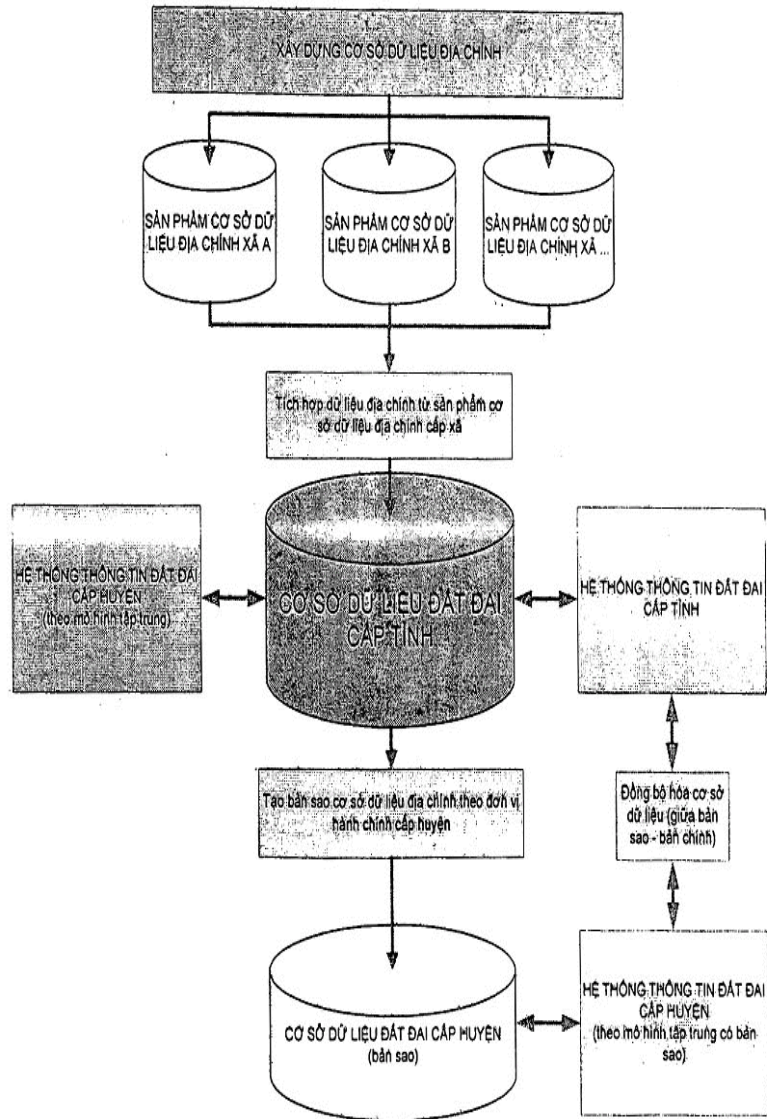 XÂY DỰNG CƠ SỞ DỮ LIỆU ĐỊA CHÍNH
SẢN PHẨM CƠ SỞ DỮ
LIỆU ĐỊA CHÍNH XÃ A
SẢN PHẨM CƠ SỞ DỮ
LIỆU ĐỊA CHÍNH XÃ B
SẢN PHẨM CƠ SỞ DỮ
LIỆU ĐỊA CHÍNH XÃ ...
Tích hợp dữ liệu địa chính từ sản phẩm cơ
sở dữ liệu địa chính cấp xã
HỆ THỐNG THÔNG TIN ĐẤT ĐAI
CẤP HUYỆN
(theo mô hình tập trung)
CƠ SỞ DỮ LIỆU ĐẤT ĐAI
CẤP TỈNH
HỆ THỐNG THÔNG TIN ĐẤT ĐAI
CẤP TỈNH
Tạo bản sao cơ sở dữ liệu địa chính theo đơn vị
hành chính cấp huyện
Đồng bộ hóa cơ sở
dữ liệu (giữa bản
sao - bản chính)
CƠ SỞ DỮ LIỆU ĐẤT ĐAI CẤP HUYỆN
(bản sao)
HỆ THỐNG THÔNG TIN ĐẤT ĐAI
CẤP HUYỆN
(theo mô hình tập trung có bản
sao)